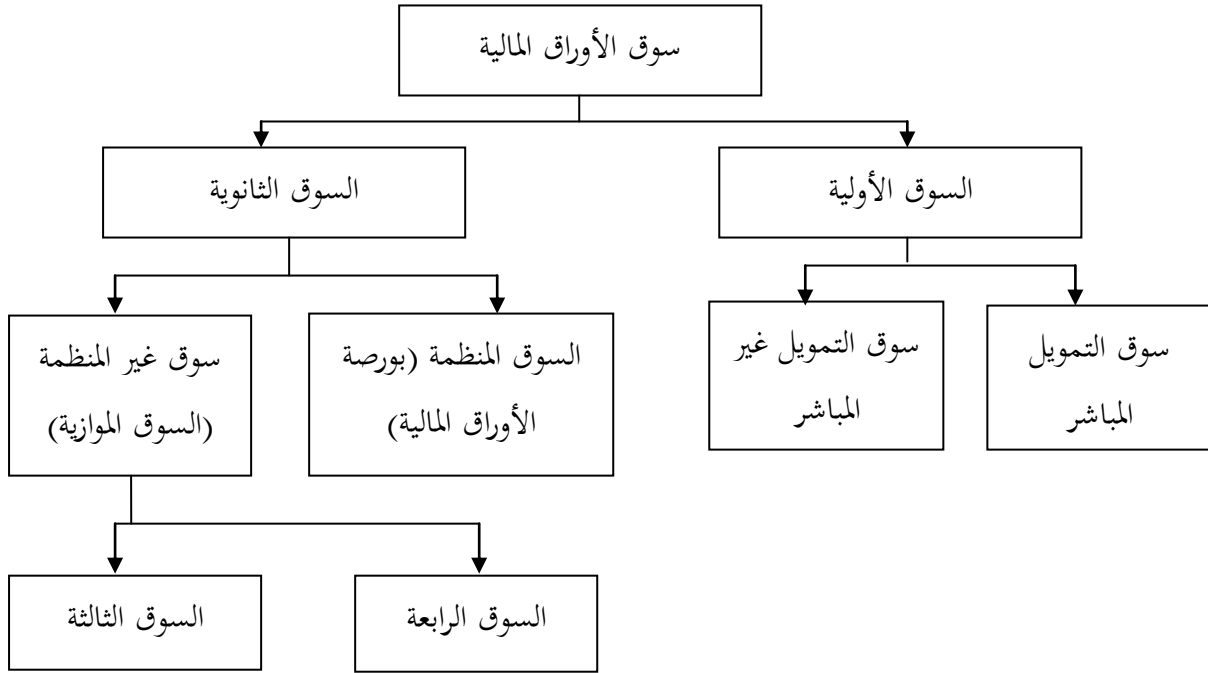 سوق الأوراق المالية
السوق الأولية
السوق الثانوية
سوق التمويل
المباشر
سوق التمويل غير
المباشر
السوق المنظمة (بورصة
الأوراق المالية)
سوق غير المنظمة
(السوق الموازية)
السوق الرابعة
السوق الثالثة